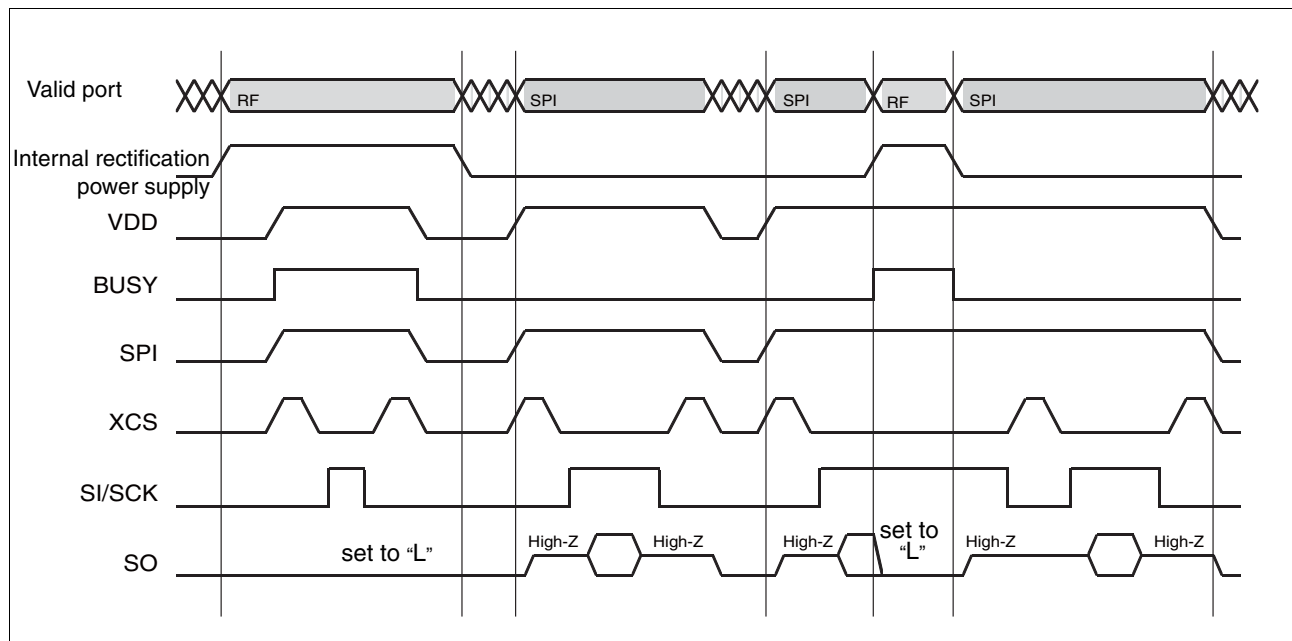 Valid port
RF
SPI
SPI
RF
SPI
Internal rectification
power supply
VDD
BUSY
SPI
XCS
SI/SCK
SO
set to “L”
High-Z
High-Z
High-Z
set to
“L”
High-Z
High-Z